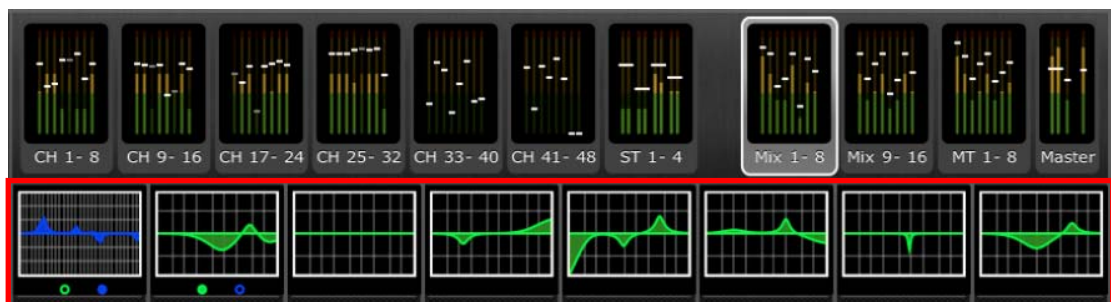 CH 1- 8 CH 9- 16 CH 17- 24 CH 25- 32 CH 33- 40 CH 41- 48 ST 1- 4 Mix 1- 8 Mix 9- 16 MT 1- 8 Master